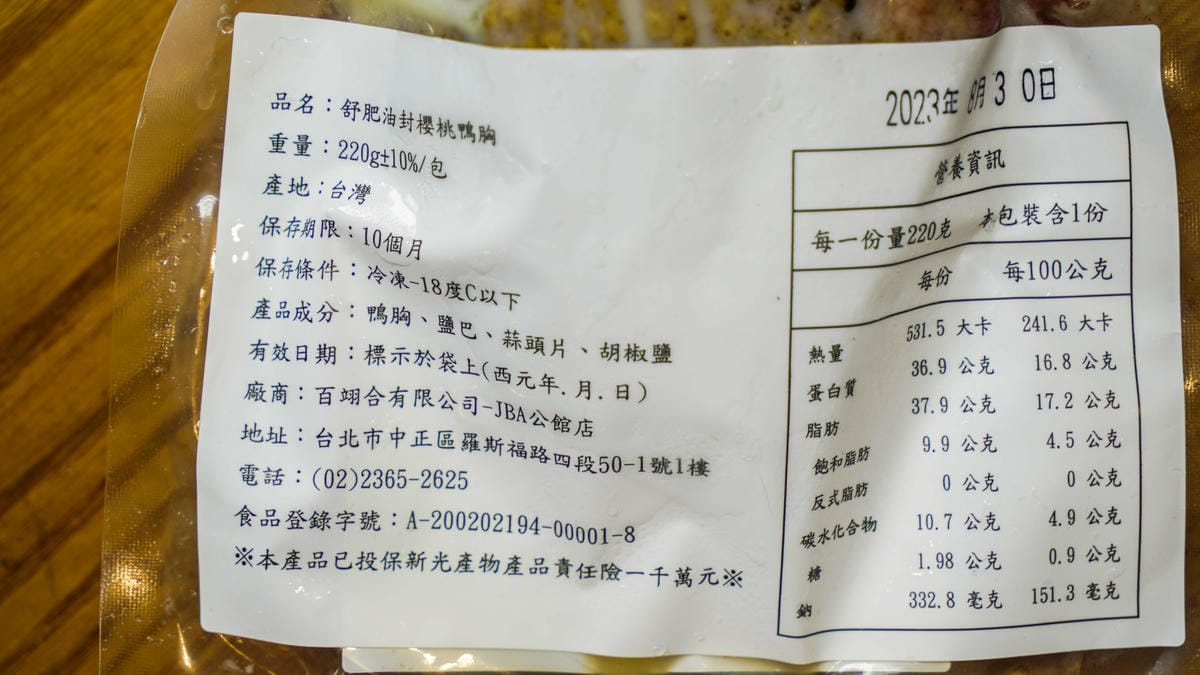 品名：舒肥油封櫻桃鴨胸
重量：220g±10%/包
產地：台灣
保存期限：10個月
保存條件：冷凍-18度C以下
產品成分：鴨胸、鹽巴、蒜頭片、胡椒鹽
有效日期：標示於袋上(西元年.月.日)
廠商：百翊合有限公司-JBA公館店
地址：台北市中正區羅斯福路四段50-1號1樓
電話：(02)2365-2625
食品登錄字號：A-200202194-00001-8
※本產品已投保新光產物產品責任險一千萬元※
2023年 8月 3 0日
營養資訊
每一份量220克 本包裝含1份
每份 每100公克
熱量 531.5 大卡 241.6 大卡
蛋白質 36.9 公克 16.8 公克
脂肪 37.9 公克 17.2 公克
飽和脂肪 9.9 公克 4.5 公克
反式脂肪 0 公克 0 公克
碳水化合物 10.7 公克 4.9 公克
糖 1.98 公克 0.9 公克
鈉 332.8 毫克 151.3 毫克